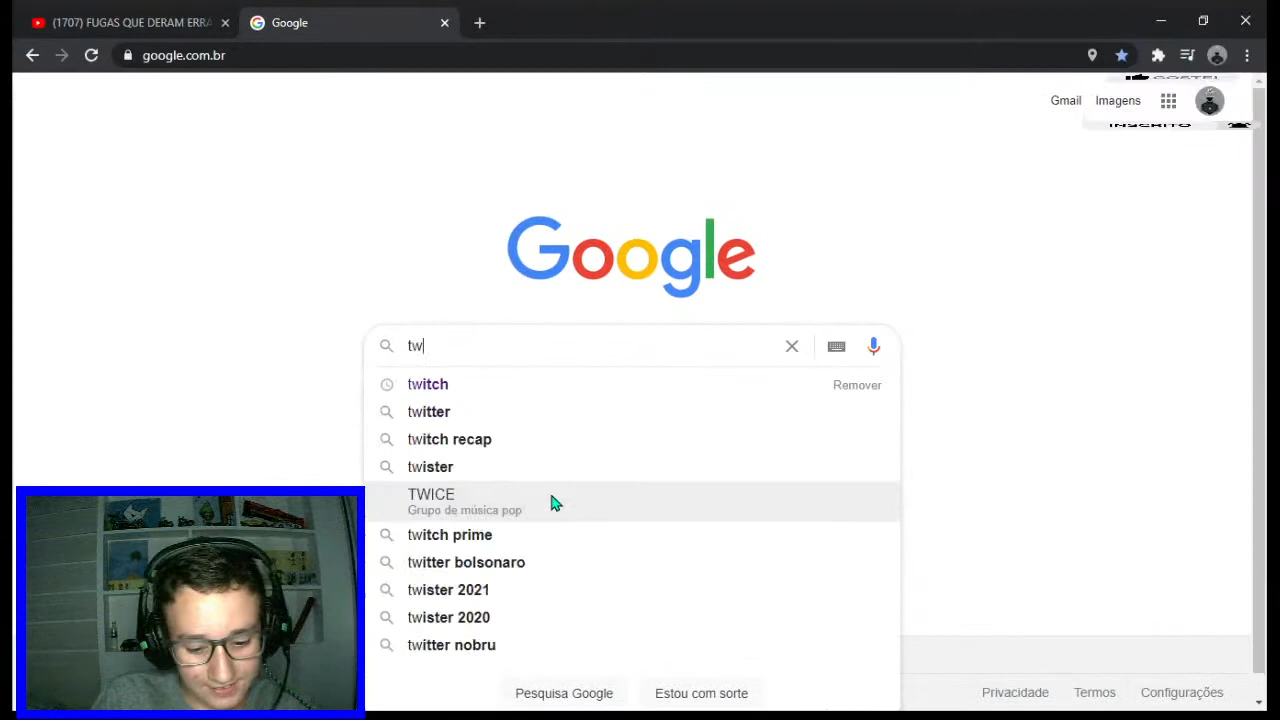 (1707) FUGAS QUE DERAM ERRA
Google
google.com.br
GOSTEI
Gmail
Imagens
INSCRITO
Google
tw
twitch
Remover
twitter
twitch recap
twister
TWICE
Grupo de música pop
twitch prime
twitter bolsonaro
twister 2021
twister 2020
twitter nobru
Pesquisa Google
Estou com sorte
Privacidade
Termos
Configurações